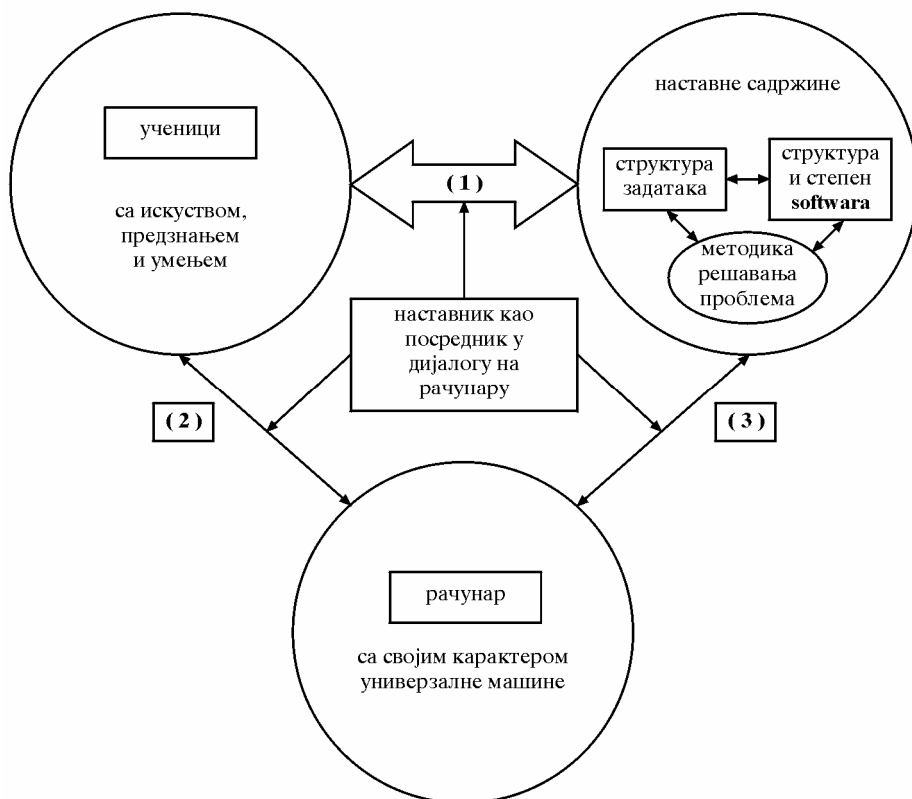 ученици
са искуством,
предзнањем
и умењем
( 1 )
наставне садржине
структура
задатака
структура
и степен
softwara
методика
решавања
проблема
наставник као
посредник у
дијалогу на
рачунару
( 2 )
( 3 )
рачунар
са својим карактером
универзалне машине